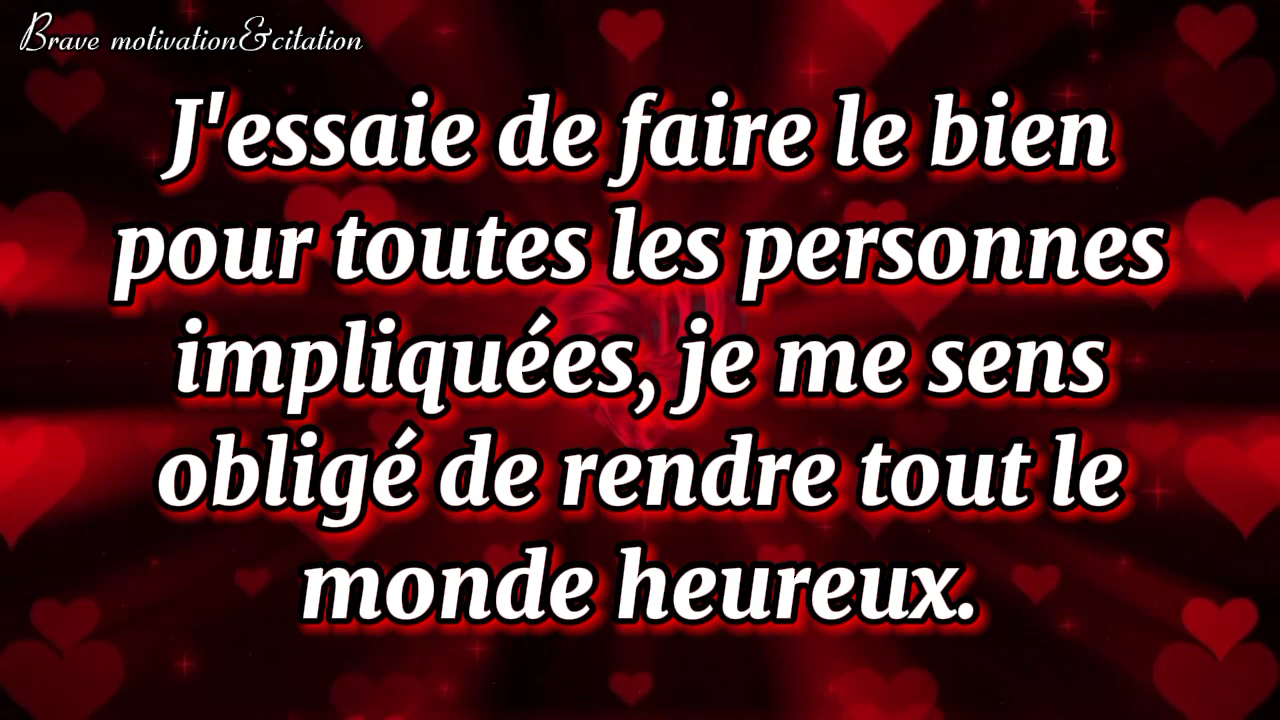 Brave motivation&citation
J'essaie de faire le bien
pour toutes les personnes
impliquées, je me sens
obligé de rendre tout le
monde heureux.